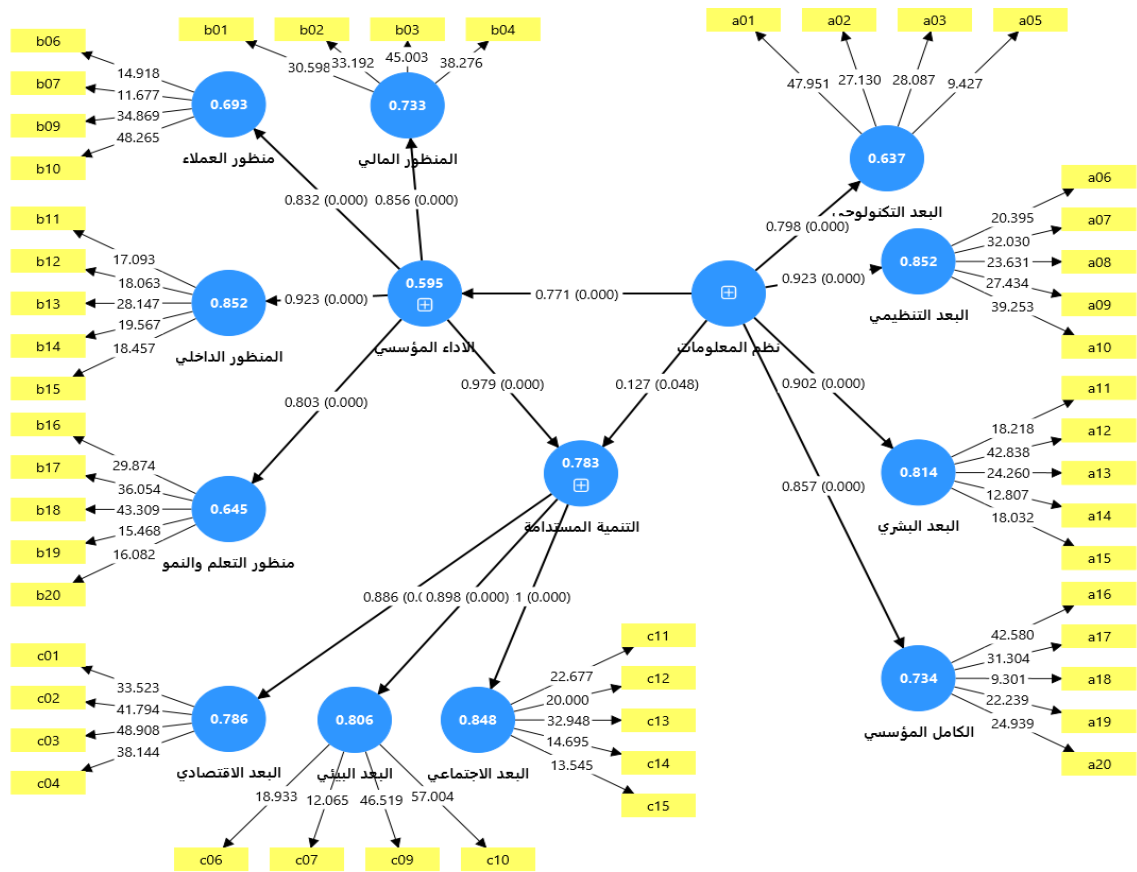 a01
a02
a03
a05
b01
b02
b03
b04
b06
b07
b09
b10
47.951
27.130
28.087
9.427
30.598
33.192
45.003
38.276
14.918
11.677
34.869
48.265
0.693
منظور العملاء
0.733
المنظور المالي
0.637
البعد التكنولوجي
a06
a07
a08
a09
a10
20.395
32.030
23.631
27.434
39.253
0.852
البعد التنظيمي
0.832 (0.000)
0.856 (0.000)
0.798 (0.000)
0.923 (0.000)
b11
b12
b13
b14
b15
17.093
18.063
28.147
19.567
18.457
0.852
المنظور الداخلي
0.923 (0.000)
0.595
الاداء المؤسسي
0.771 (0.000)
نظم المعلومات
0.803 (0.000)
0.979 (0.000)
0.127 (0.048)
0.902 (0.000)
0.857 (0.000)
a11
a12
a13
a14
a15
18.218
42.838
24.260
12.807
18.032
0.814
البعد البشري
b16
b17
b18
b19
b20
29.874
36.054
43.309
15.468
16.082
0.645
منظور التعلم والنمو
0.783
التنمية المستدامة
0.886 (0.0
0.898 (0.000)
1 (0.000)
a16
a17
a18
a19
a20
42.580
31.304
9.301
22.239
24.939
0.734
الكامل المؤسسي
c01
c02
c03
c04
33.523
41.794
48.908
38.144
0.786
البعد الاقتصادي
0.806
البعد البيئي
0.848
البعد الاجتماعي
c11
c12
c13
c14
c15
22.677
20.000
32.948
14.695
13.545
18.933
12.065
46.519
57.004
c06
c07
c09
c10